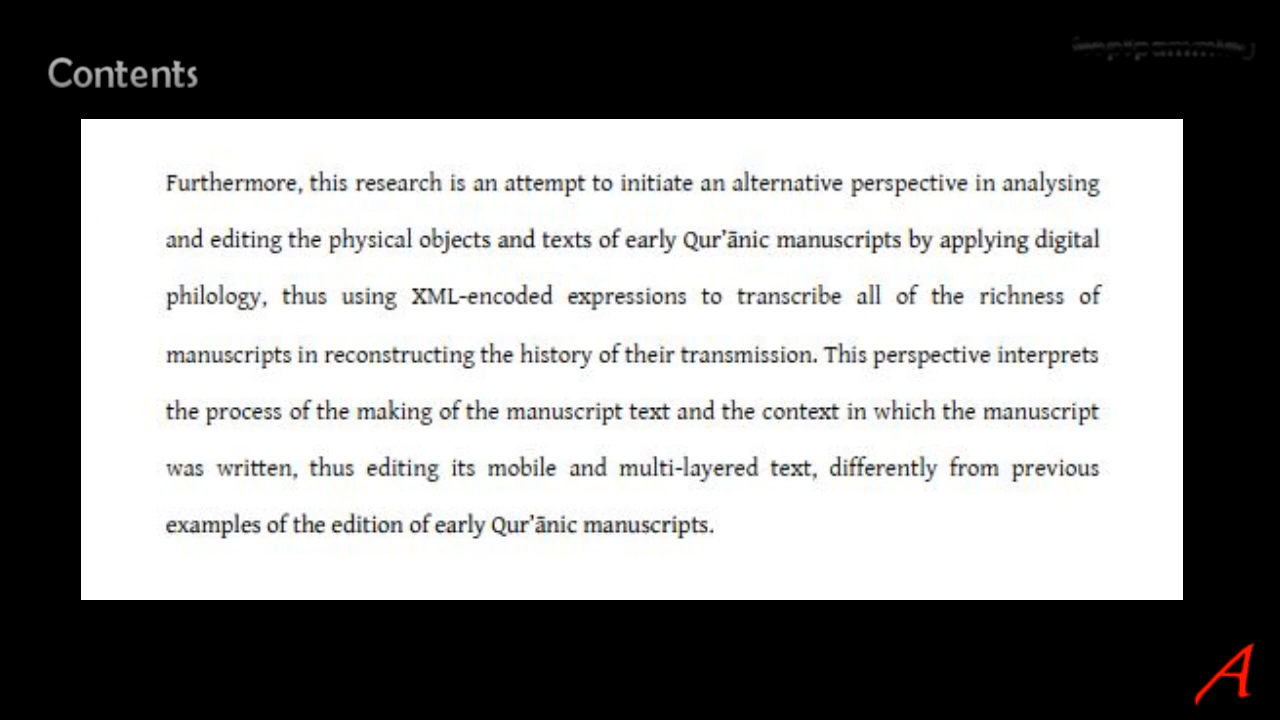 Contents
Furthermore, this research is an attempt to initiate an alternative perspective in analysing
and editing the physical objects and texts of early Qur’ānic manuscripts by applying digital
philology, thus using XML-encoded expressions to transcribe all of the richness of
manuscripts in reconstructing the history of their transmission. This perspective interprets
the process of the making of the manuscript text and the context in which the manuscript
was written, thus editing its mobile and multi-layered text, differently from previous
examples of the edition of early Qur’ānic manuscripts.
A